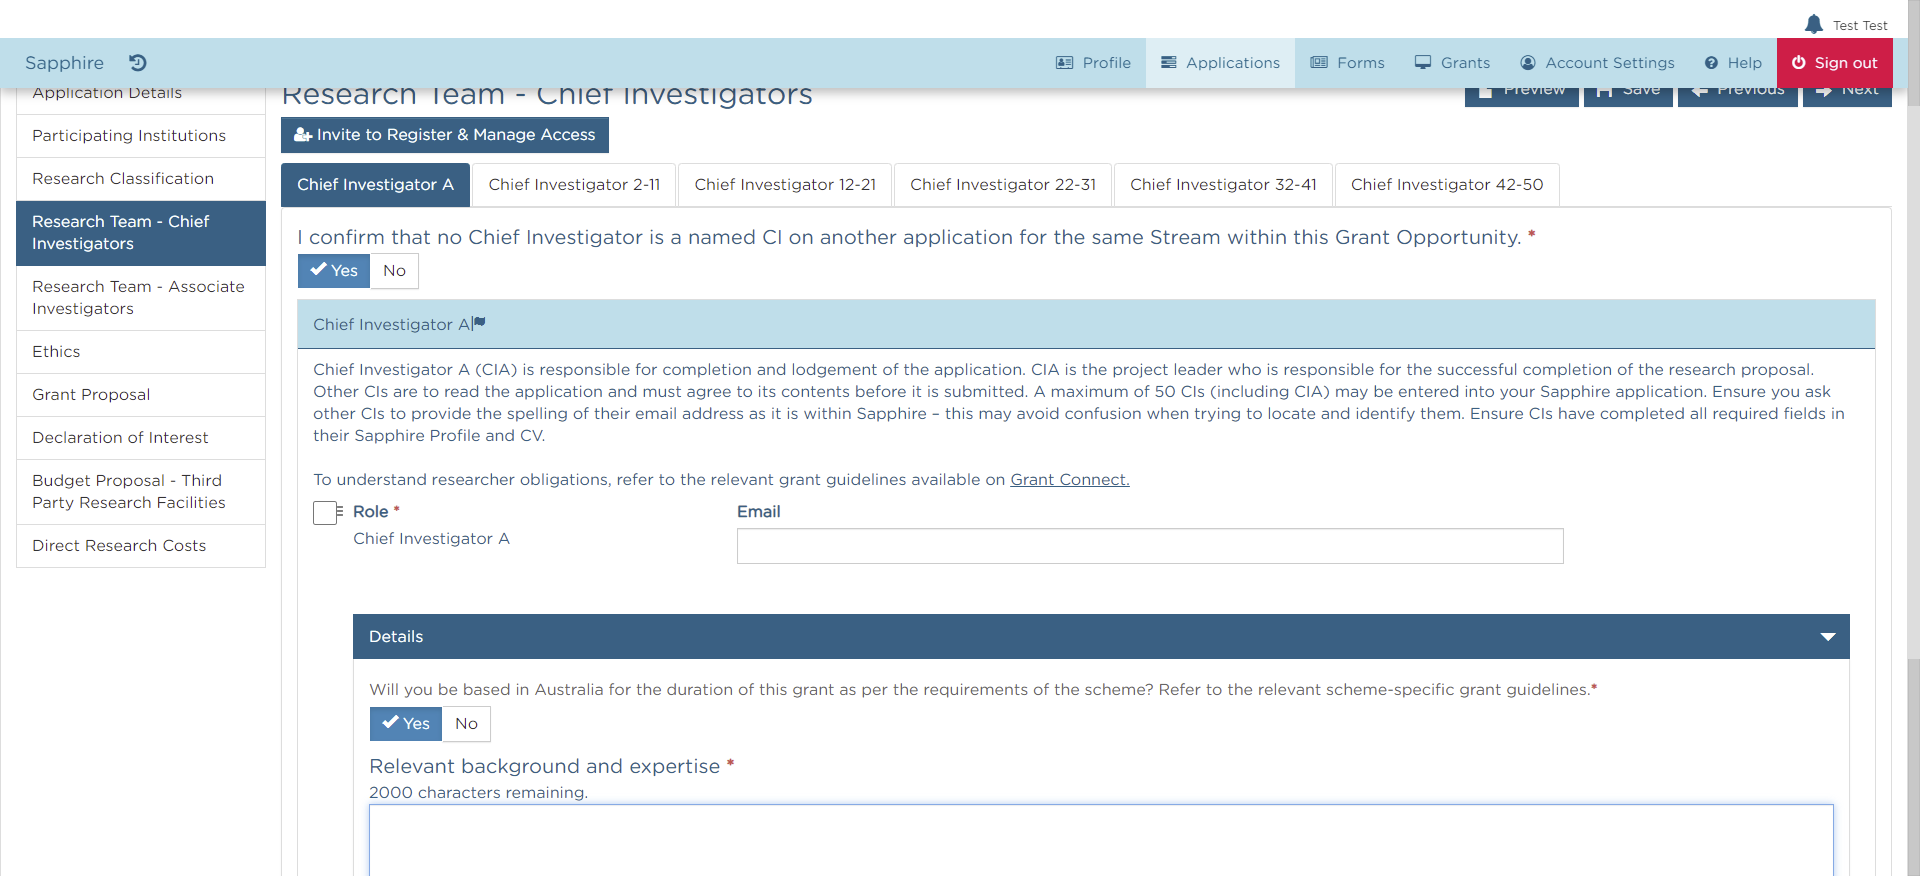 Test Test
Sapphire
Profile
Applications
Forms
Grants
Account Settings
Help
Sign out
Application Details
Participating Institutions
Research Classification
Research Team - Chief
Investigators
Research Team - Associate
Investigators
Ethics
Grant Proposal
Declaration of Interest
Budget Proposal - Third
Party Research Facilities
Direct Research Costs
Research Team - Chief Investigators
Preview
Save
Previous
Next
Invite to Register & Manage Access
Chief Investigator A
Chief Investigator 2-11
Chief Investigator 12-21
Chief Investigator 22-31
Chief Investigator 32-41
Chief Investigator 42-50
I confirm that no Chief Investigator is a named CI on another application for the same Stream within this Grant Opportunity. *
Yes
No
Chief Investigator A
Chief Investigator A (CIA) is responsible for completion and lodgement of the application. CIA is the project leader who is responsible for the successful completion of the research proposal.
Other CIs are to read the application and must agree to its contents before it is submitted. A maximum of 50 CIs (including CIA) may be entered into your Sapphire application. Ensure you ask
other CIs to provide the spelling of their email address as it is within Sapphire – this may avoid confusion when trying to locate and identify them. Ensure CIs have completed all required fields in
their Sapphire Profile and CV.
To understand researcher obligations, refer to the relevant grant guidelines available on Grant Connect.
Role *
Email
Chief Investigator A
Details
Will you be based in Australia for the duration of this grant as per the requirements of the scheme? Refer to the relevant scheme-specific grant guidelines.*
Yes
No
Relevant background and expertise *
2000 characters remaining.